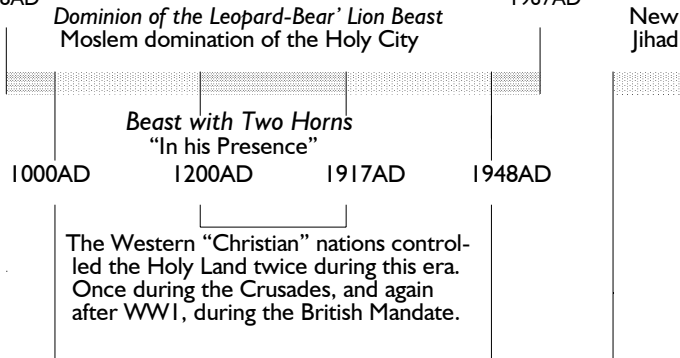 Dominion of the Leopard-Bear’ Lion Beast
New
Moslem domination of the Holy City
Jihad
Beast with Two Horns
“In his Presence”
1000AD 1200AD 1917AD 1948AD
The Western “Christian” nations control-
led the Holy Land twice during this era.
Once during the Crusades, and again
after WW1, during the British Mandate.